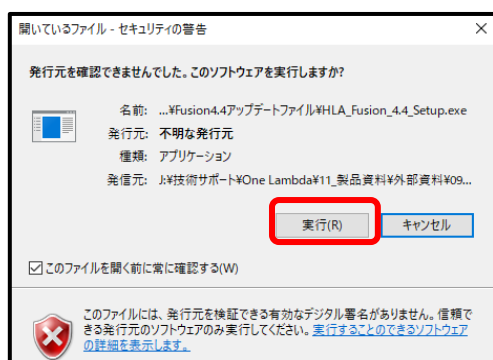 開いているファイル - セキュリティの警告
発行元を確認できませんでした。このソフトウェアを実行しますか?
名前: ...¥Fusion4.4アップデートファイル¥HLA_Fusion_4.4_Setup.exe
発行元: 不明な発行元
種類: アプリケーション
発信元: J:¥技術サポート¥One Lambda¥11_製品資料¥外部資料¥09...
実行(R) キャンセル
このファイルを開く前に常に確認する(W)
このファイルには、発行元を検証できる有効なデジタル署名がありません。信頼で
きる発行元のソフトウェアのみ実行してください。実行することのできるソフトウェア
の詳細を表示します。